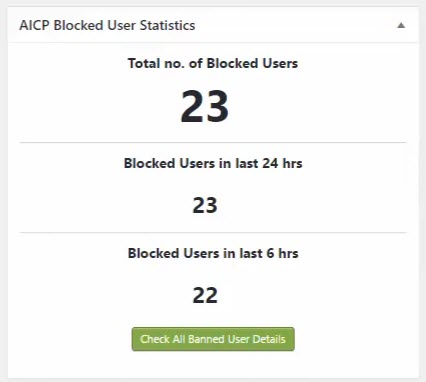 AICP Blocked User Statistics
Total no. of Blocked Users
23
Blocked Users in last 24 hrs
23
Blocked Users in last 6 hrs
22
Check All Banned User Details